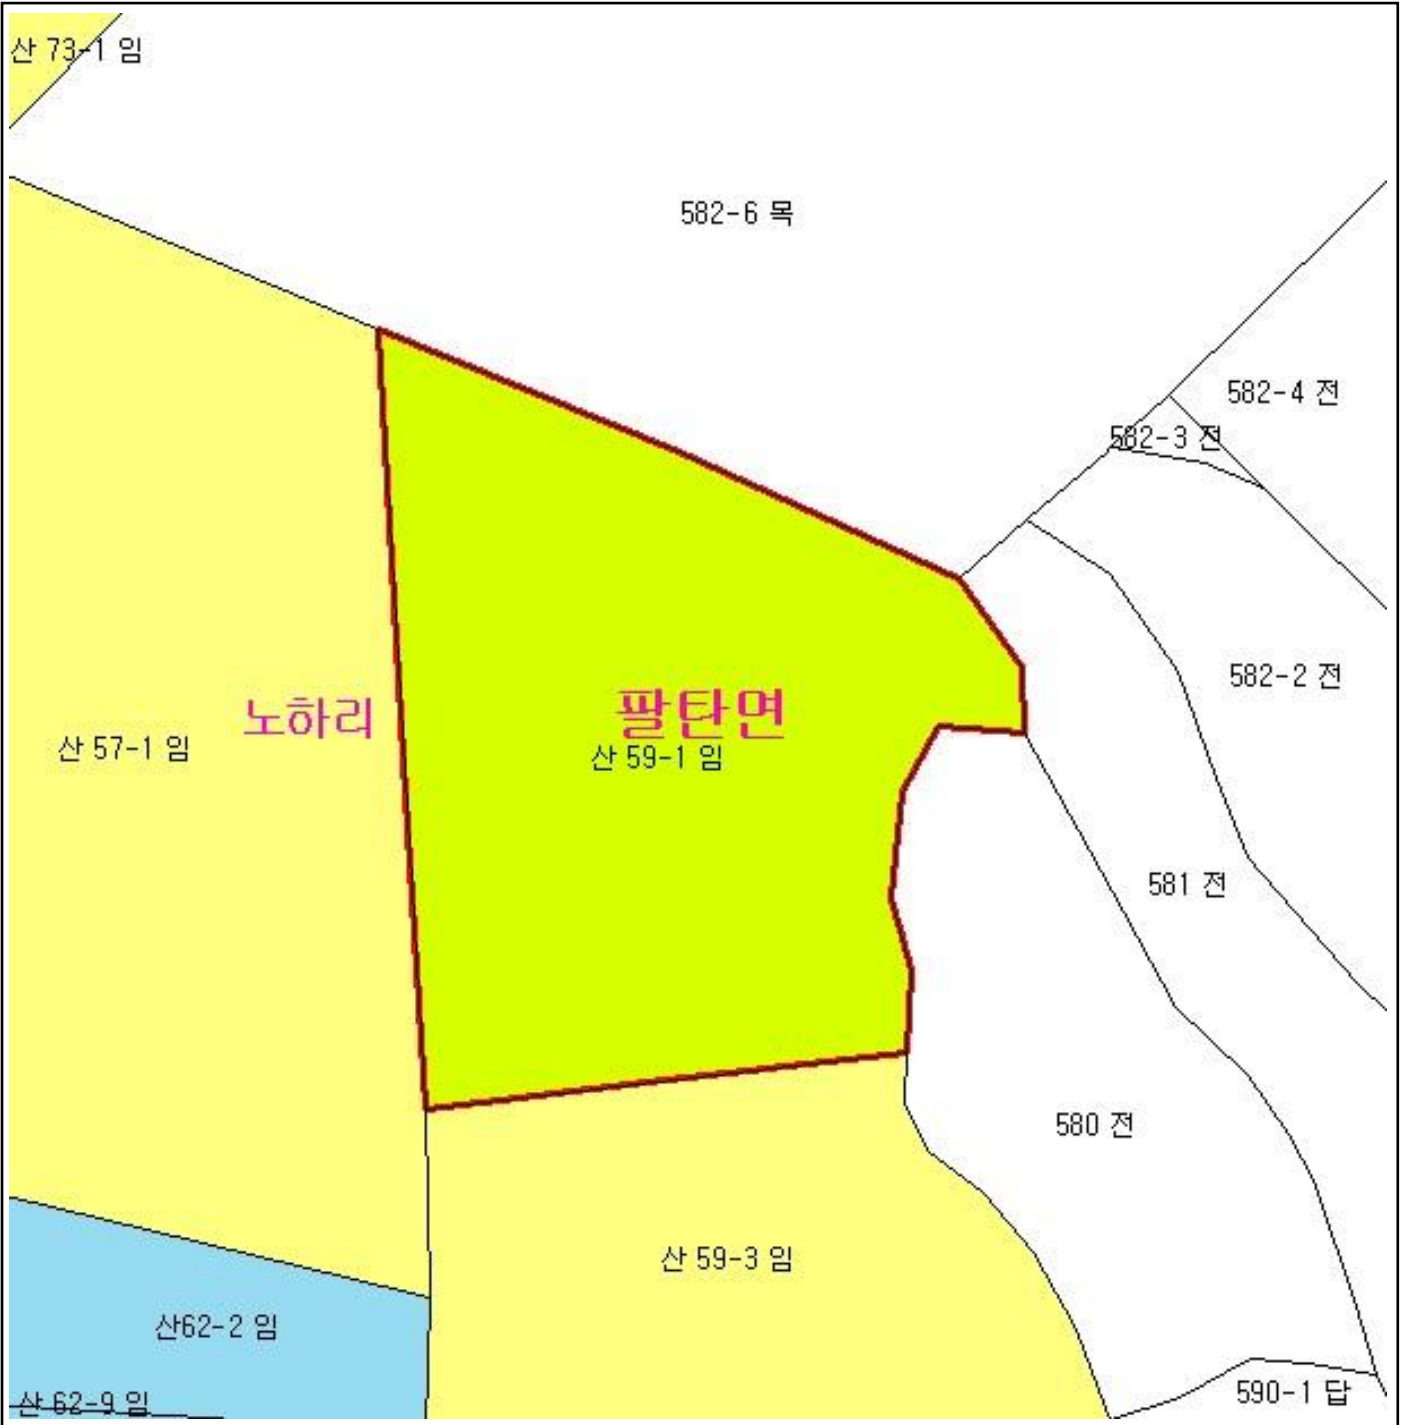 산 73-1 임
582-6 목
582-4 전
582-3 전
582-2 전
노하리
팔탄면
산 57-1 임
산 59-1 임
581 전
580 전
산 59-3 임
산62-2 임
산 62-9 임
590-1 답